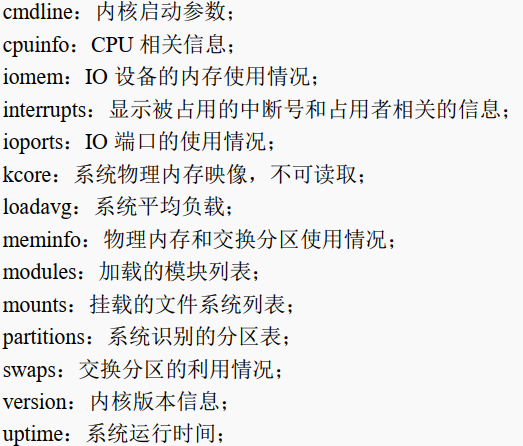 cmdline：内核启动参数；
cpuinfo：CPU 相关信息；
iomem：IO 设备的内存使用情况；
interrupts：显示被占用的中断号和占用者相关的信息；
ioports：IO 端口的使用情况；
kcore：系统物理内存映像，不可读取；
loadavg：系统平均负载；
meminfo：物理内存和交换分区使用情况；
modules：加载的模块列表；
mounts：挂载的文件系统列表；
partitions：系统识别的分区表；
swaps：交换分区的利用情况；
version：内核版本信息；
uptime：系统运行时间；